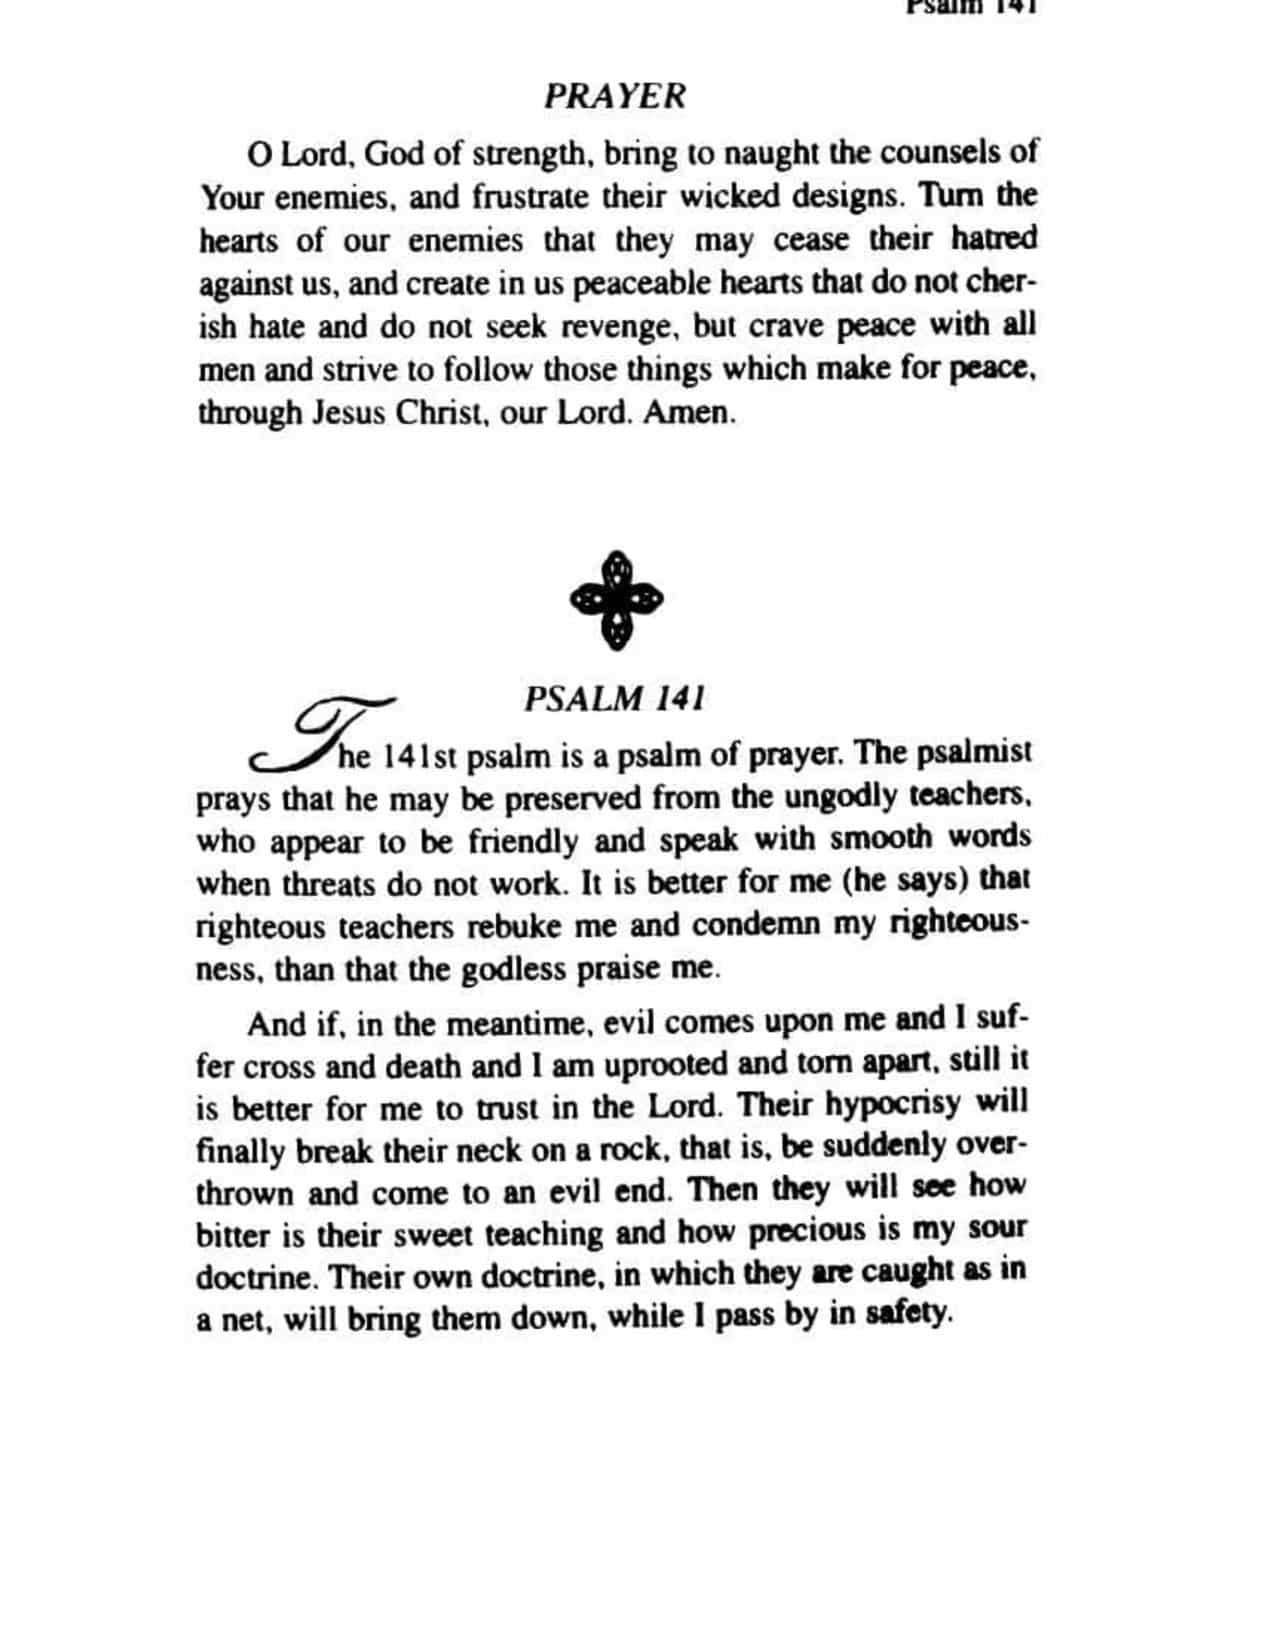 Psalm 141
PRAYER
O Lord, God of strength, bring to naught the counsels of
Your enemies, and frustrate their wicked designs. Turn the
hearts of our enemies that they may cease their hatred
against us, and create in us peaceable hearts that do not cher-
ish hate and do not seek revenge, but crave peace with all
men and strive to follow those things which make for peace,
through Jesus Christ, our Lord. Amen.
PSALM 141
The 141st psalm is a psalm of prayer. The psalmist
prays that he may be preserved from the ungodly teachers,
who appear to be friendly and speak with smooth words
when threats do not work. It is better for me (he says) that
righteous teachers rebuke me and condemn my righteous-
ness, than that the godless praise me.
And if, in the meantime, evil comes upon me and I suf-
fer cross and death and I am uprooted and torn apart, still it
is better for me to trust in the Lord. Their hypocrisy will
finally break their neck on a rock, that is, be suddenly over-
thrown and come to an evil end. Then they will see how
bitter is their sweet teaching and how precious is my sour
doctrine. Their own doctrine, in which they are caught as in
a net, will bring them down, while I pass by in safety.